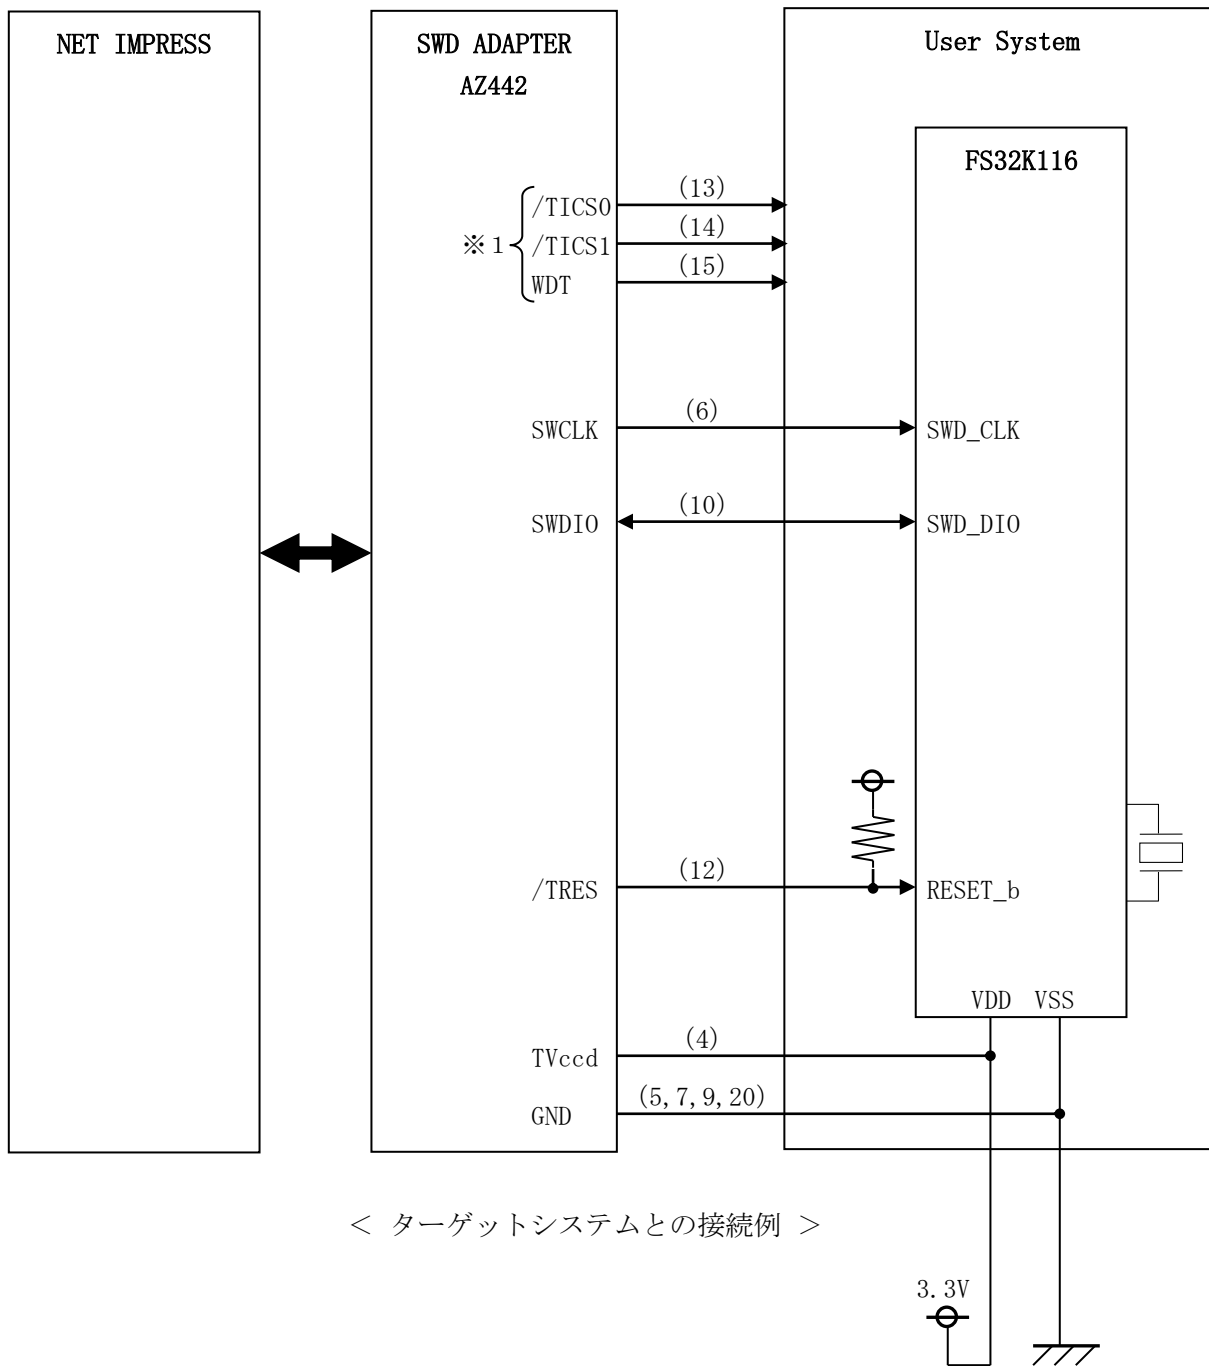 NET IMPRESS
SWD ADAPTER
AZ442
User System
FS32K116
※1
/TICS0
(13)
/TICS1
(14)
WDT
(15)
SWCLK
(6)
SWD_CLK
SWDIO
(10)
SWD_DIO
/TRES
(12)
RESET_b
VDD VSS
TVccd
(4)
GND
(5,7,9,20)
< ターゲットシステムとの接続例 >
3.3V